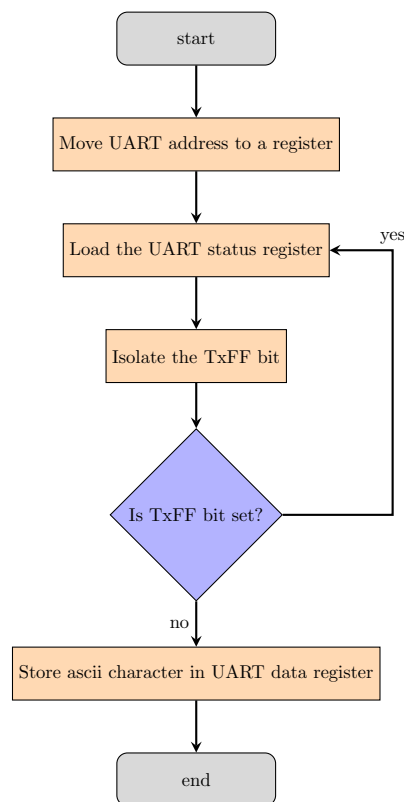 start
Move UART address to a register
yes
Load the UART status register
Isolate the TxFF bit
Is TxFF bit set?
no
Store ascii character in UART data register
end